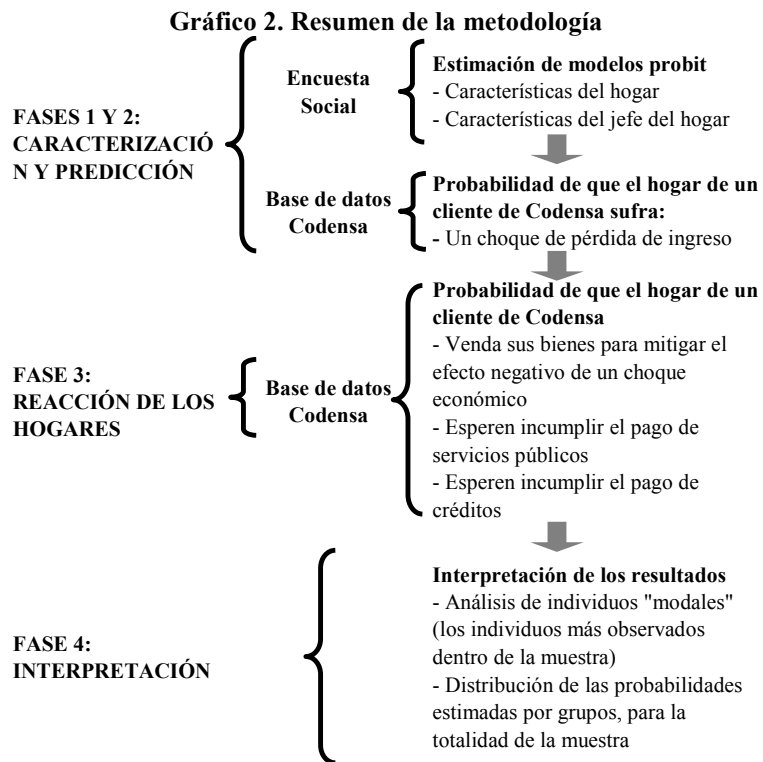 Gráfico 2. Resumen de la metodología
FASES 1 Y 2:
CARACTERIZACIÓ
N Y PREDICCIÓN
Encuesta
Social
Estimación de modelos probit
- Características del hogar
- Características del jefe del hogar
Base de datos
Codensa
Probabilidad de que el hogar de un
cliente de Codensa sufra:
- Un choque de pérdida de ingreso
FASE 3:
REACCIÓN DE LOS
HOGARES
Base de datos
Codensa
Probabilidad de que el hogar de un
cliente de Codensa
- Venda sus bienes para mitigar el
efecto negativo de un choque
económico
- Esperen incumplir el pago de
servicios públicos
- Esperen incumplir el pago de
créditos
FASE 4:
INTERPRETACIÓN
Interpretación de los resultados
- Análisis de individuos "modales"
(los individuos más observados
dentro de la muestra)
- Distribución de las probabilidades
estimadas por grupos, para la
totalidad de la muestra